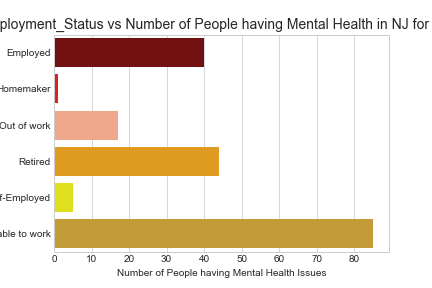 ployment_Status vs Number of People having Mental Health in NJ for
Employed
Homemaker
Out of work
Retired
f-Employed
able to work
0 10 20 30 40 50 60 70 80
Number of People having Mental Health Issues